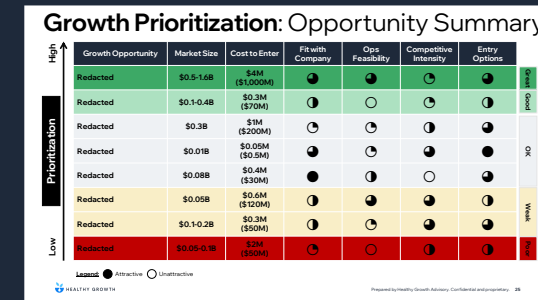 Growth Prioritization: Opportunity Summary
High
Prioritization
Low
Growth Opportunity Market Size Cost to Enter Fit with Company Ops Feasibility Competitive Intensity Entry Options
Redacted $0.5-1.6B $4M ($1,000M)
Redacted $0.1-0.4B $0.3M ($70M)
Redacted $0.3B $1M ($200M)
Redacted $0.01B $0.05M ($0.5M)
Redacted $0.08B $0.4M ($30M)
Redacted $0.05B $0.6M ($120M)
Redacted $0.1-0.2B $0.3M ($50M)
Redacted $0.05-0.1B $2M ($50M)
Great
Good
OK
Weak
Poor
Legend: Attractive Unattractive
HEALTHY GROWTH
Prepared by Healthy Growth Advisory. Confidential and proprietary. 25